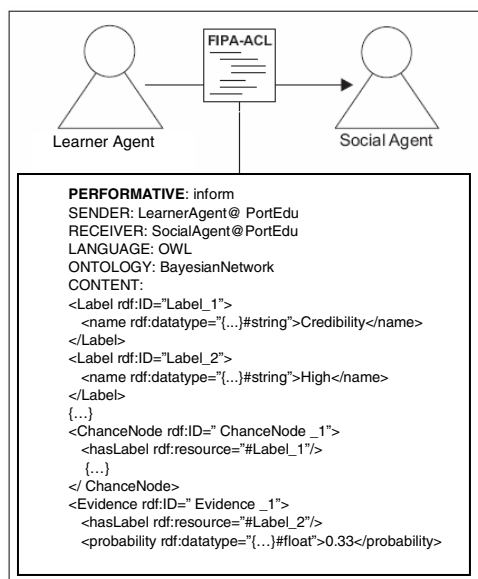 FIPA-ACL
Learner Agent
Social Agent
PERFORMATIVE: inform
SENDER: LearnerAgent@ PortEdu
RECEIVER: SocialAgent@PortEdu
LANGUAGE: OWL
ONTOLOGY: BayesianNetwork
CONTENT:
<Label rdf:ID=”Label_1”>
<name rdf:datatype=”{...}#string”>Credibility</name>
</Label>
<Label rdf:ID=”Label_2”>
<name rdf:datatype=”{...}#string”>High</name>
</Label>
{…}
<ChanceNode rdf:ID=” ChanceNode _1”>
<hasLabel rdf:resource=”#Label_1”/>
{…}
</ ChanceNode>
<Evidence rdf:ID=” Evidence _1”>
<hasLabel rdf:resource=”#Label_2”/>
<probability rdf:datatype=”{…}#float”>0.33</probability>